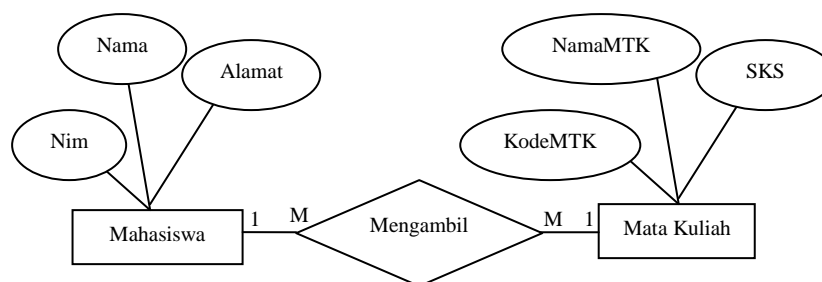 Nama
Alamat
Nim
NamaMTK
SKS
KodeMTK
Mahasiswa
1
M
Mengambil
M
1
Mata Kuliah